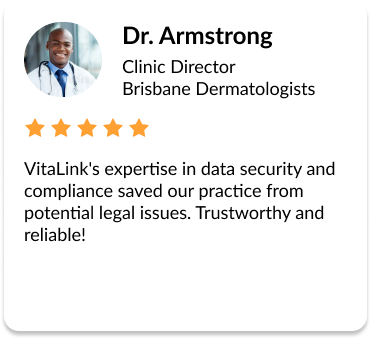 Dr. Armstrong
Clinic Director
Brisbane Dermatologists
VitaLink's expertise in data security and
compliance saved our practice from
potential legal issues. Trustworthy and
reliable!